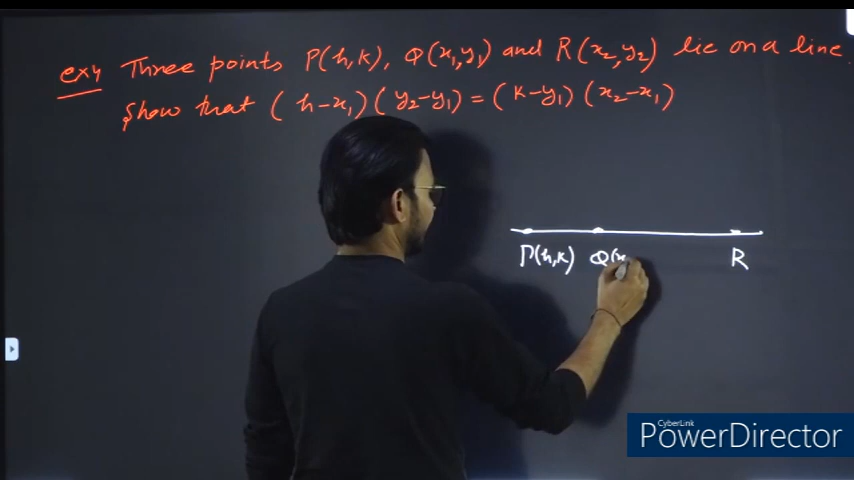 ex4 Three points P(h,k), Q(x₁,y₁) and R(x₂,y₂) lie on a line.
Show that (h-x₁)(y₂-y₁)=(k-y₁)(x₂-x₁)
P(h,k) Q(x R
CyberLink
PowerDirector